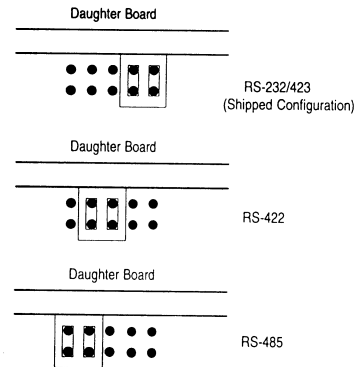 Daughter Board
RS-232/423
(Shipped Configuration)
Daughter Board
RS-422
Daughter Board
RS-485